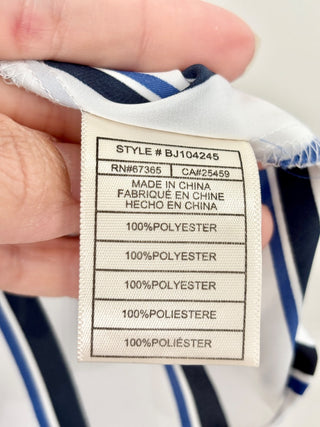 STYLE # BJ104245
RN#67365 CA#25459
MADE IN CHINA
FABRIQUÉ EN CHINE
HECHO EN CHINA
100%POLYESTER
100%POLYESTER
100%POLYESTER
100%POLIESTERE
100%POLIÉSTER